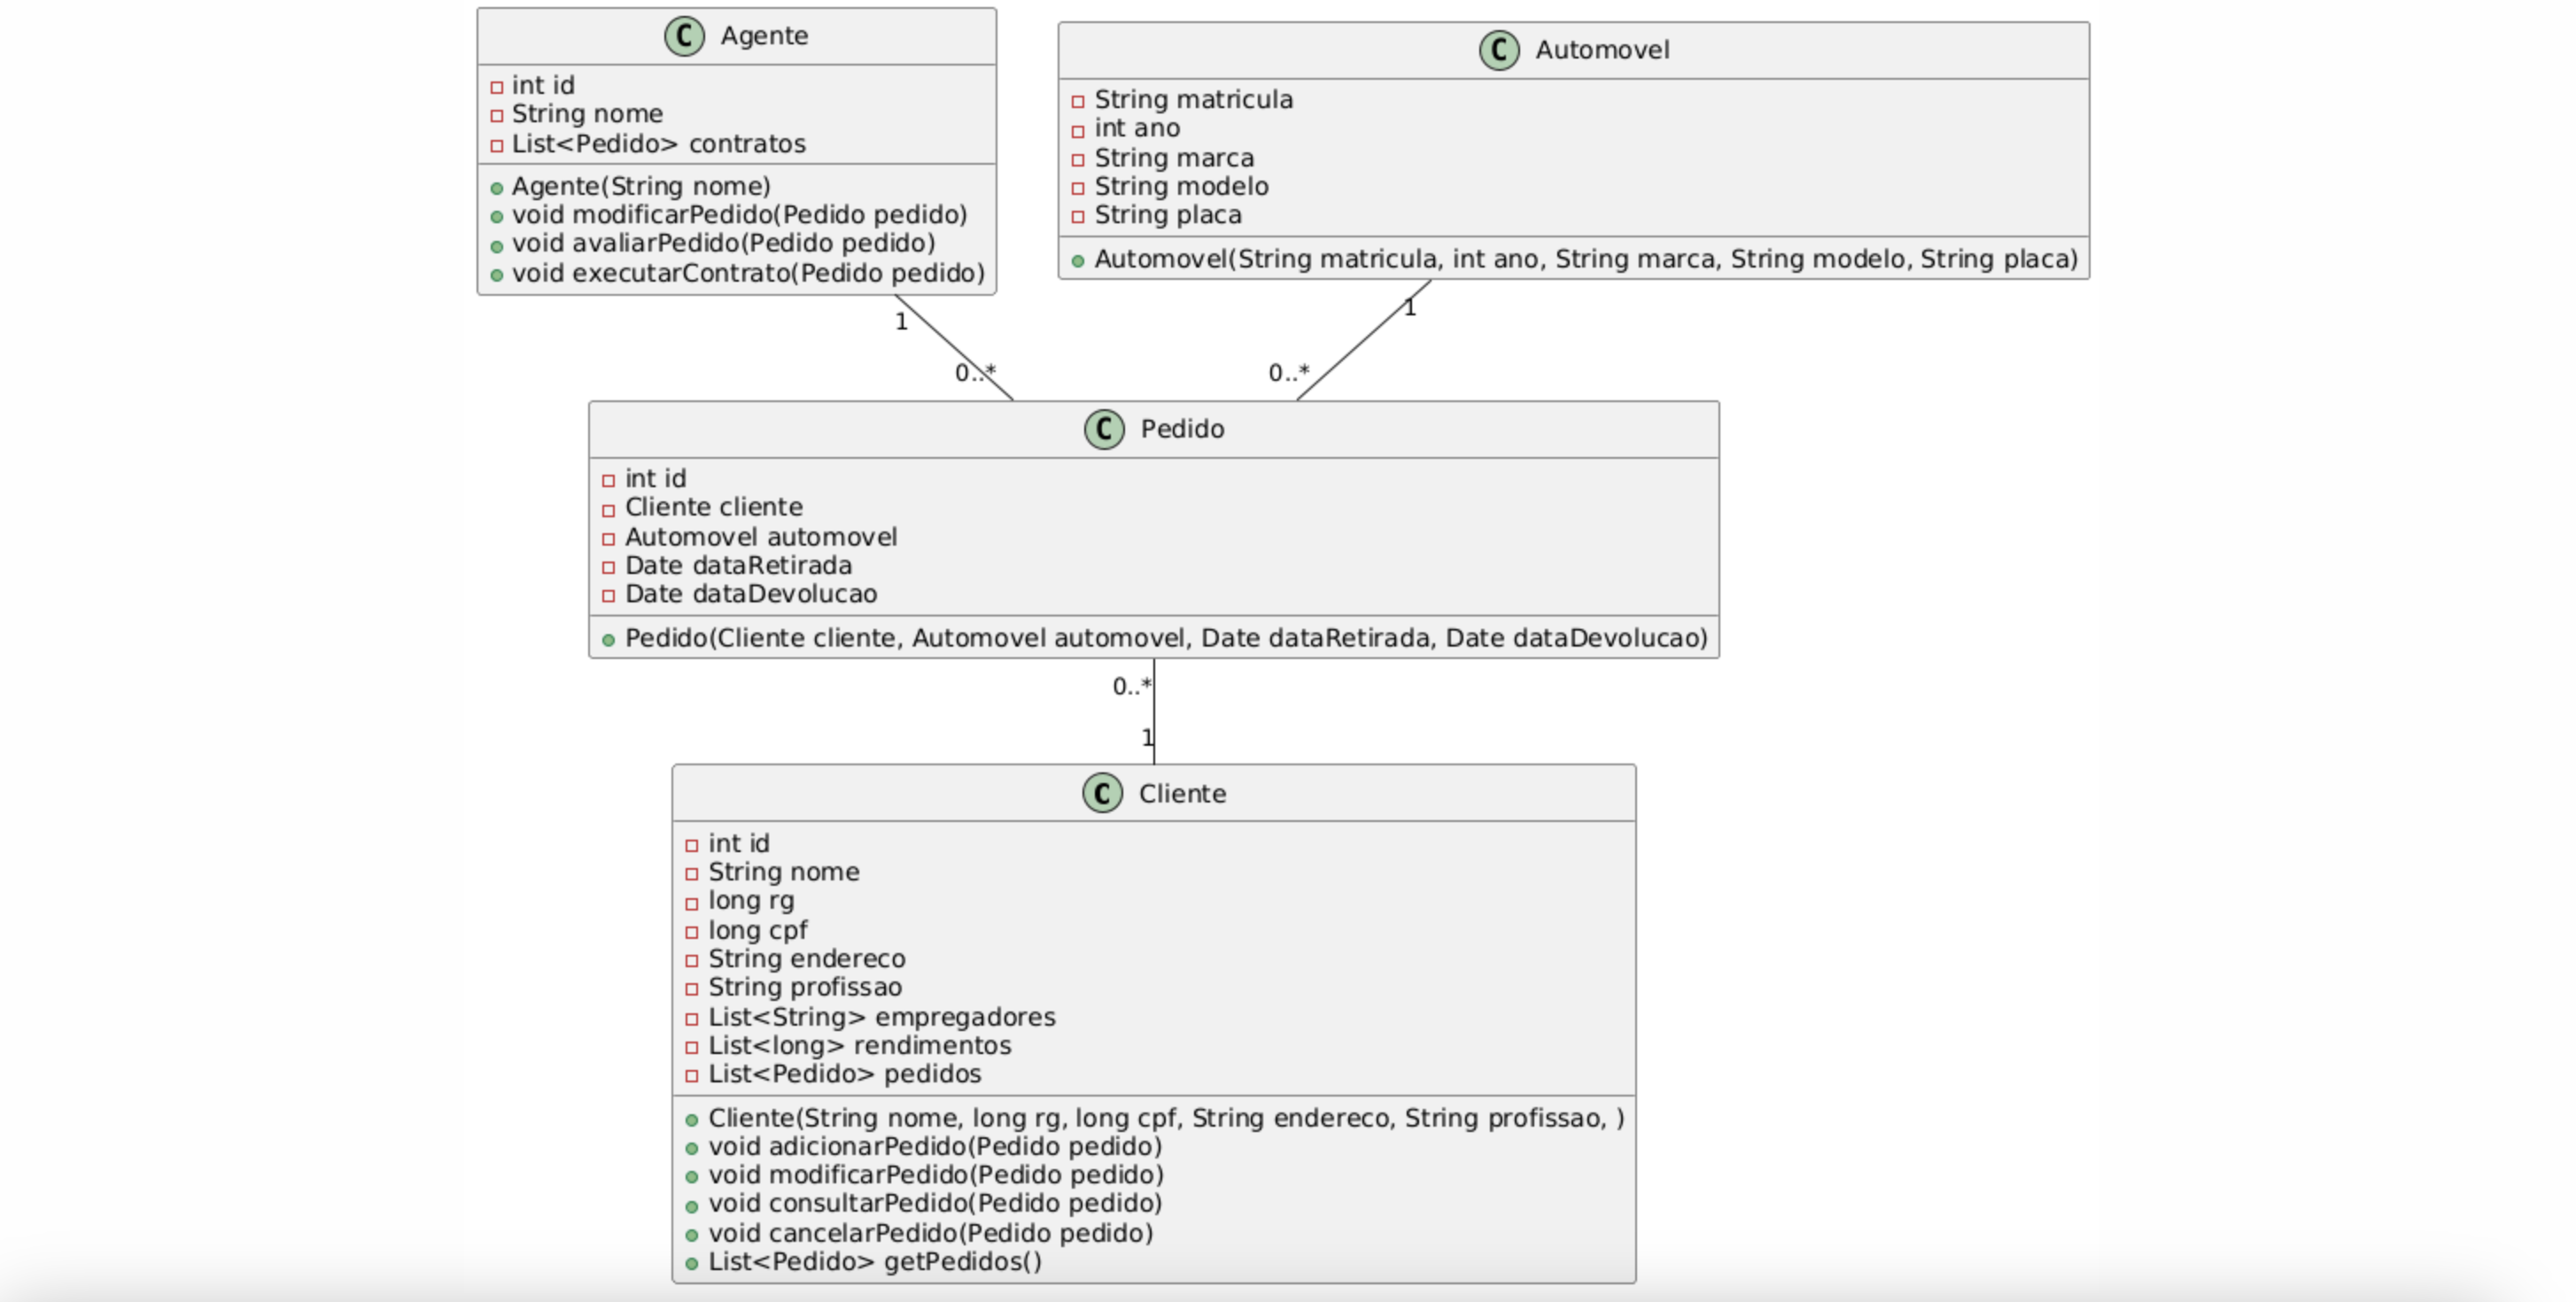 C Agente
int id
String nome
List<Pedido> contratos
Agente(String nome)
void modificarPedido(Pedido pedido)
void avaliarPedido(Pedido pedido)
void executarContrato(Pedido pedido)
C Automovel
String matricula
int ano
String marca
String modelo
String placa
Automovel(String matricula, int ano, String marca, String modelo, String placa)
1
0..*
1
0..*
C Pedido
int id
Cliente cliente
Automovel automovel
Date dataRetirada
Date dataDevolucao
Pedido(Cliente cliente, Automovel automovel, Date dataRetirada, Date dataDevolucao)
0..*
1
C Cliente
int id
String nome
long rg
long cpf
String endereco
String profissao
List<String> empregadores
List<long> rendimentos
List<Pedido> pedidos
Cliente(String nome, long rg, long cpf, String endereco, String profissao, )
void adicionarPedido(Pedido pedido)
void modificarPedido(Pedido pedido)
void consultarPedido(Pedido pedido)
void cancelarPedido(Pedido pedido)
List<Pedido> getPedidos()